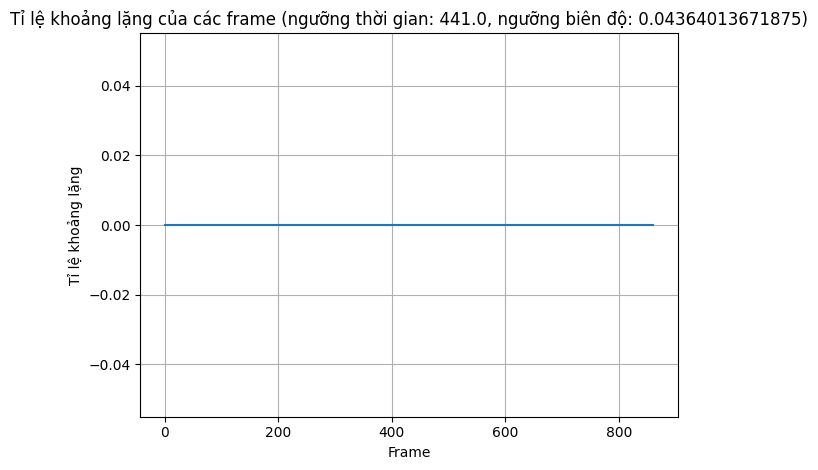 Tỉ lệ khoảng lặng của các frame (ngưỡng thời gian: 441.0, ngưỡng biên độ: 0.04364013671875)
0.04
0.02
0.00
−0.02
−0.04
Tỉ lệ khoảng lặng
0 200 400 600 800
Frame